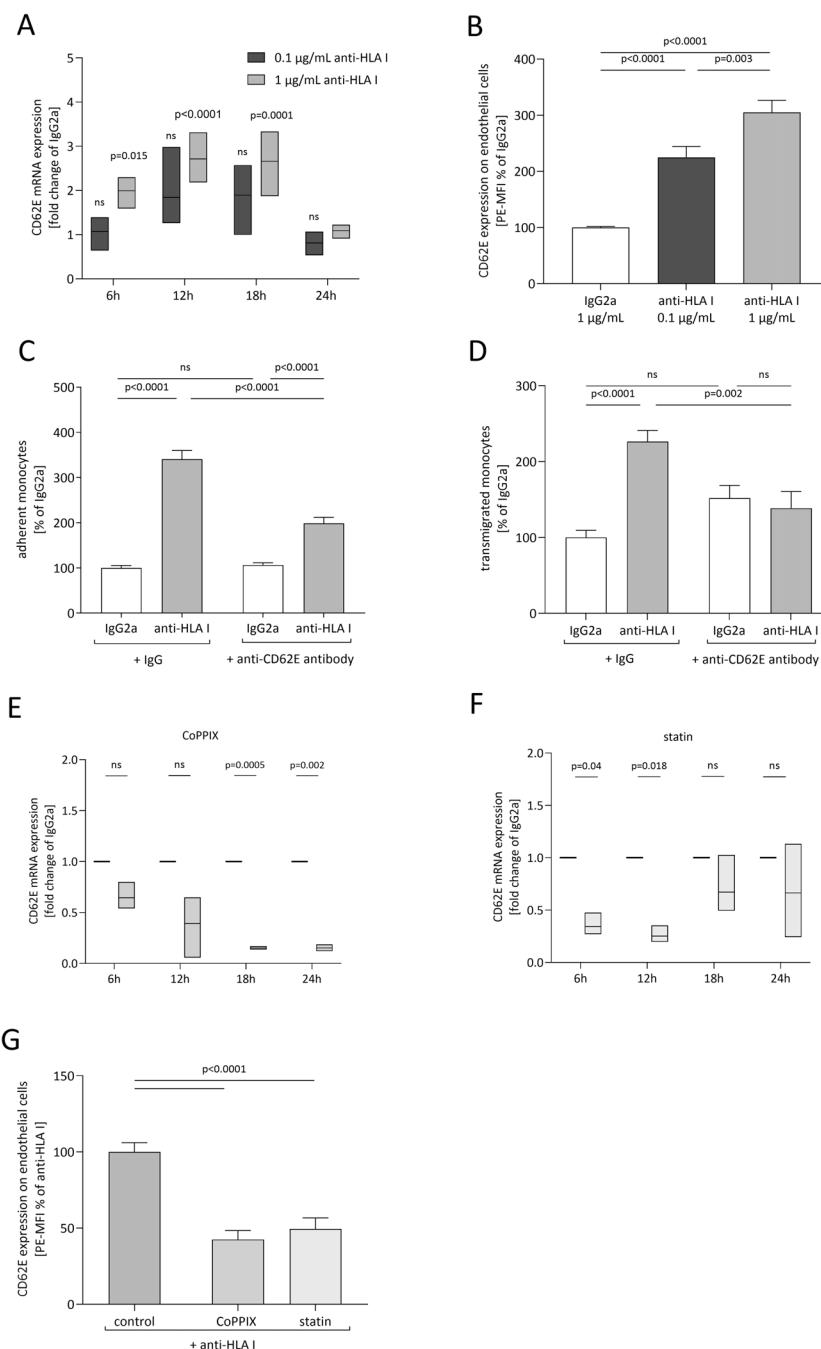 A
0.1 µg/mL anti-HLA I
1 µg/mL anti-HLA I
CD62E mRNA expression
[fold change of IgG2a]
5
4
3
2
1
0
ns
p=0.015
ns
p<0.0001
ns
p=0.0001
ns
6h 12h 18h 24h
B
p<0.0001
p<0.0001 p=0.003
CD62E expression on endothelial cells
[PE-MFI % of IgG2a]
400
300
200
100
0
IgG2a anti-HLA I anti-HLA I
1 µg/mL 0.1 µg/mL 1 µg/mL
C
ns p<0.0001
p<0.0001 p<0.0001
adherent monocytes
[% of IgG2a]
500
400
300
200
100
0
IgG2a anti-HLA I IgG2a anti-HLA I
+ IgG + anti-CD62E antibody
D
ns ns
p<0.0001 p=0.002
transmigrated monocytes
[% of IgG2a]
300
200
100
0
IgG2a anti-HLA I IgG2a anti-HLA I
+ IgG + anti-CD62E antibody
E
CoPPIX
CD62E mRNA expression
[fold change of IgG2a]
2.0
1.5
1.0
0.5
0.0
ns ns p=0.0005 p=0.002
6h 12h 18h 24h
F
statin
CD62E mRNA expression
[fold change of IgG2a]
2.0
1.5
1.0
0.5
0.0
p=0.04 p=0.018 ns ns
6h 12h 18h 24h
G
p<0.0001
CD62E expression on endothelial cells
[PE-MFI % of anti-HLA I]
150
100
50
0
control CoPPIX statin
+ anti-HLA I